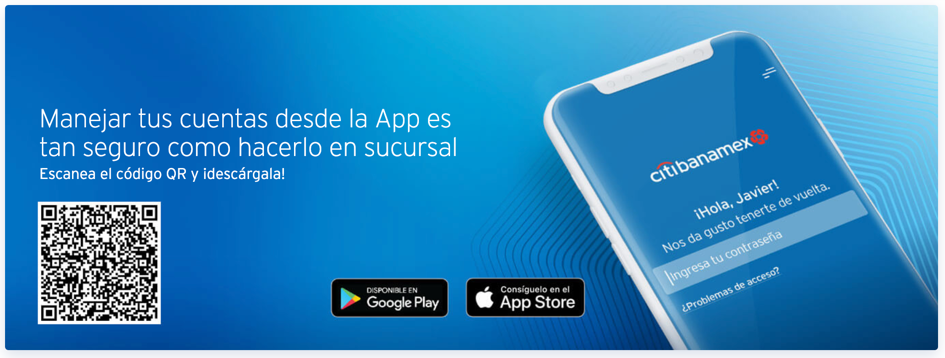 Manejar tus cuentas desde la App es
tan seguro como hacerlo en sucursal
Escanea el código QR y ¡descárgala!
DISPONIBLE EN
Google Play
Consíguelo en el
App Store
citibanamex
¡Hola, Javier!
Nos da gusto tenerte de vuelta.
Ingresa tu contraseña
¿Problemas de acceso?